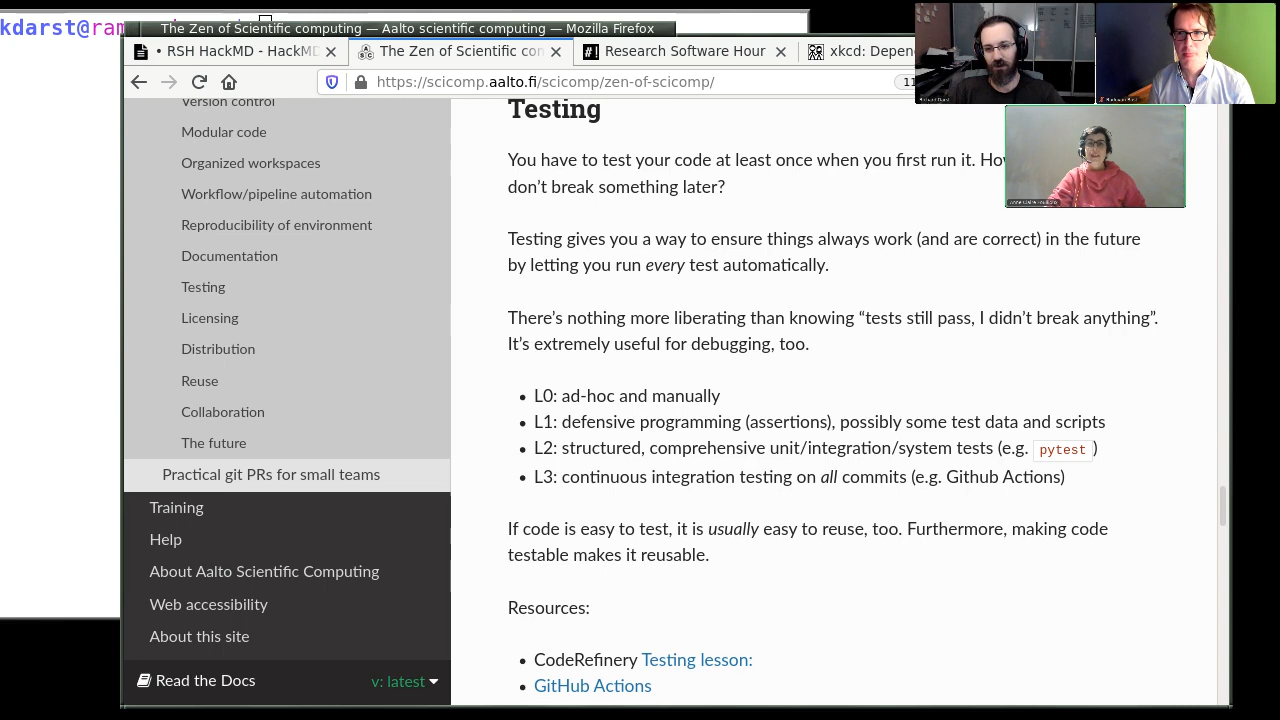 kdarst@ram
The Zen of Scientific computing — Aalto scientific computing — Mozilla Firefox
• RSH HackMD - HackMD
The Zen of Scientific con
Research Software Hour
xkcd: Depen
https://scicomp.aalto.fi/scicomp/zen-of-scicomp/
Version control
Modular code
Organized workspaces
Workflow/pipeline automation
Reproducibility of environment
Documentation
Testing
Licensing
Distribution
Reuse
Collaboration
The future
Practical git PRs for small teams
Training
Help
About Aalto Scientific Computing
Web accessibility
About this site
Read the Docs
v: latest
Testing
You have to test your code at least once when you first run it. How
don’t break something later?
Testing gives you a way to ensure things always work (and are correct) in the future
by letting you run every test automatically.
There’s nothing more liberating than knowing “tests still pass, I didn’t break anything”.
It’s extremely useful for debugging, too.
• L0: ad-hoc and manually
• L1: defensive programming (assertions), possibly some test data and scripts
• L2: structured, comprehensive unit/integration/system tests (e.g. pytest )
• L3: continuous integration testing on all commits (e.g. Github Actions)
If code is easy to test, it is usually easy to reuse, too. Furthermore, making code
testable makes it reusable.
Resources:
• CodeRefinery Testing lesson:
• GitHub Actions